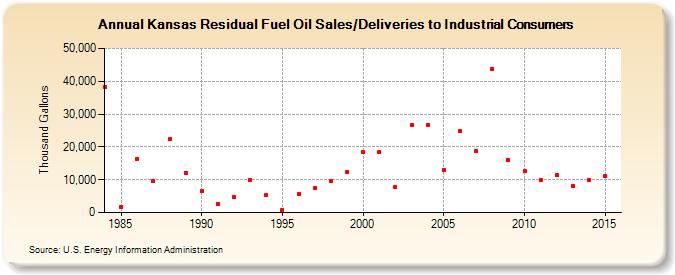 Annual Kansas Residual Fuel Oil Sales/Deliveries to Industrial Consumers
Thousand Gallons
50,000
40,000
30,000
20,000
10,000
0
1985 1990 1995 2000 2005 2010 2015
Source: U.S. Energy Information Administration